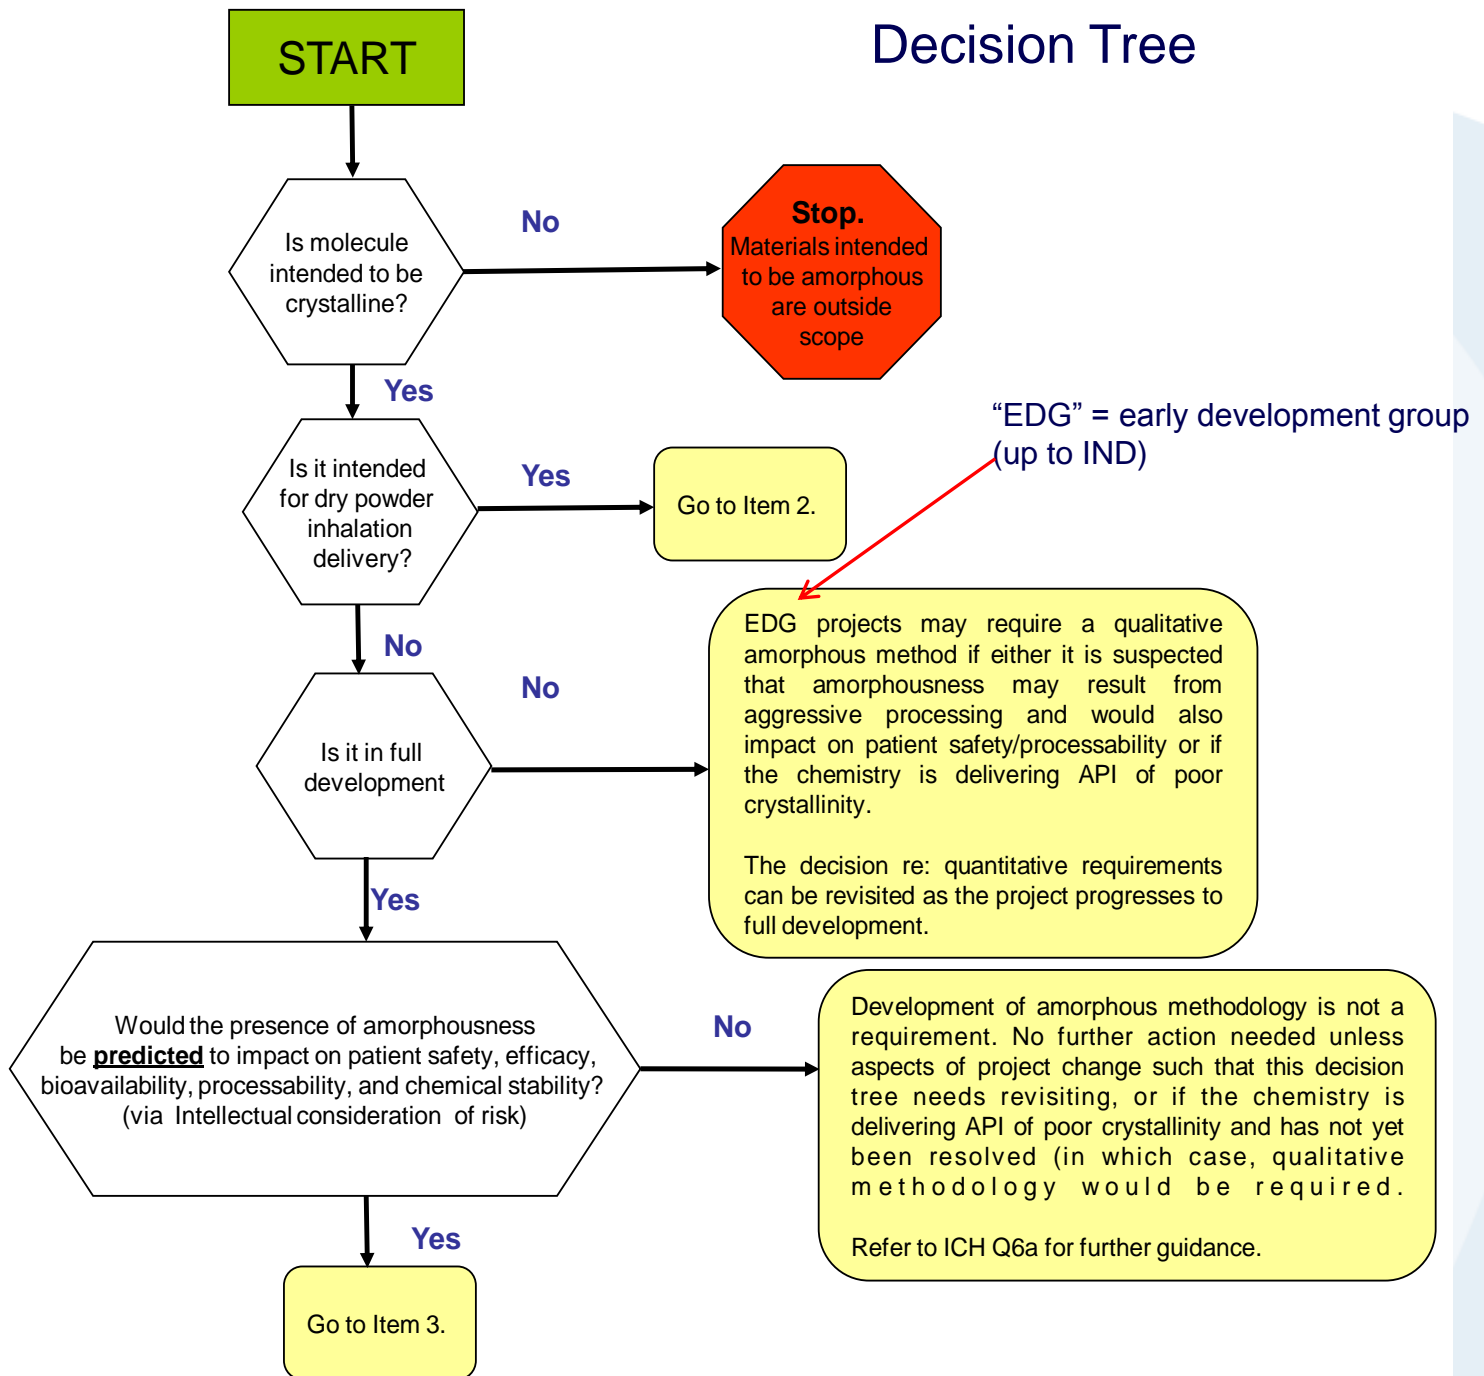 Decision Tree
START
Is molecule
intended to be
crystalline?
No
Stop.
Materials intended
to be amorphous
are outside
scope
Yes
"EDG" = early development group
(up to IND)
Is it intended
for dry powder
inhalation
delivery?
Yes
Go to Item 2.
No
No
EDG projects may require a qualitative
amorphous method if either it is suspected
that amorphousness may result from
aggressive processing and would also
impact on patient safety/processability or if
the chemistry is delivering API of poor
crystallinity.
The decision re: quantitative requirements
can be revisited as the project progresses to
full development.
Is it in full
development
Yes
Would the presence of amorphousness
be predicted to impact on patient safety, efficacy,
bioavailability, processability, and chemical stability?
(via Intellectual consideration of risk)
No
Development of amorphous methodology is not a
requirement. No further action needed unless
aspects of project change such that this decision
tree needs revisiting, or if the chemistry is
delivering API of poor crystallinity and has not yet
been resolved (in which case, qualitative
methodology would be required.
Refer to ICH Q6a for further guidance.
Yes
Go to Item 3.